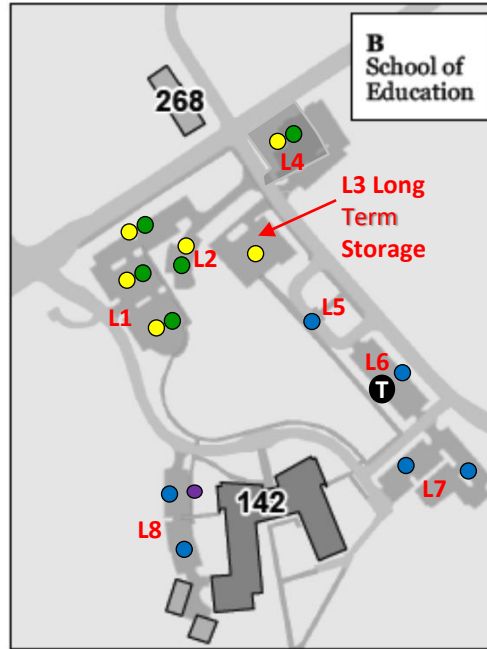 B
School of
Education
268
L4
L3 Long
Term
Storage
L2
L1
L5
L6
T
L7
142
L8